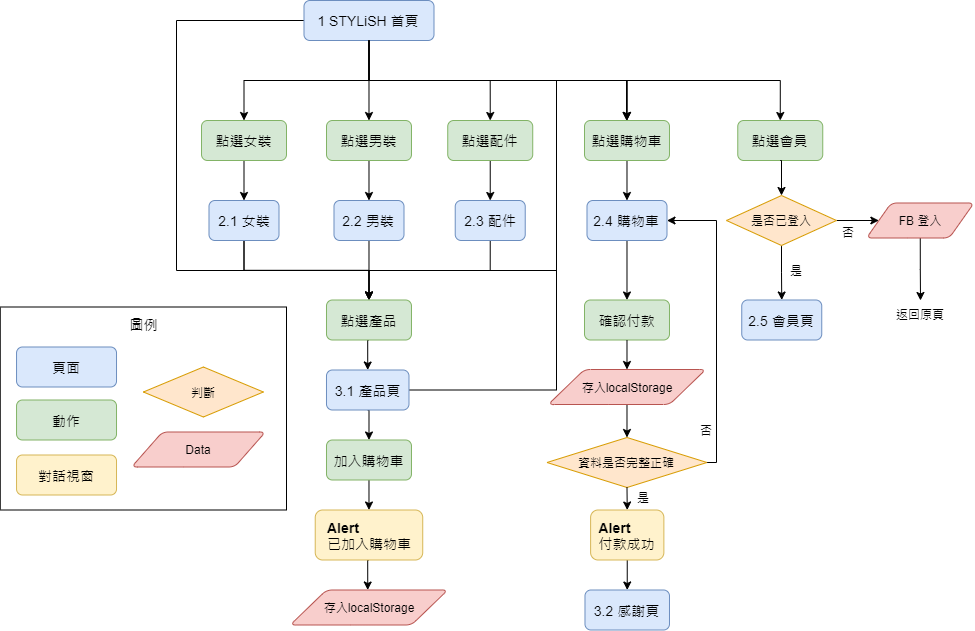 1 STYLiSH 首頁
點選女裝
點選男裝
點選配件
點選購物車
點選會員
2.1 女裝
2.2 男裝
2.3 配件
2.4 購物車
是否已登入
否
FB 登入
是
點選產品
確認付款
2.5 會員頁
返回原頁
圖例
頁面
判斷
動作
Data
對話視窗
3.1 產品頁
存入localStorage
否
加入購物車
資料是否完整正確
是
Alert
已加入購物車
Alert
付款成功
存入localStorage
3.2 感謝頁